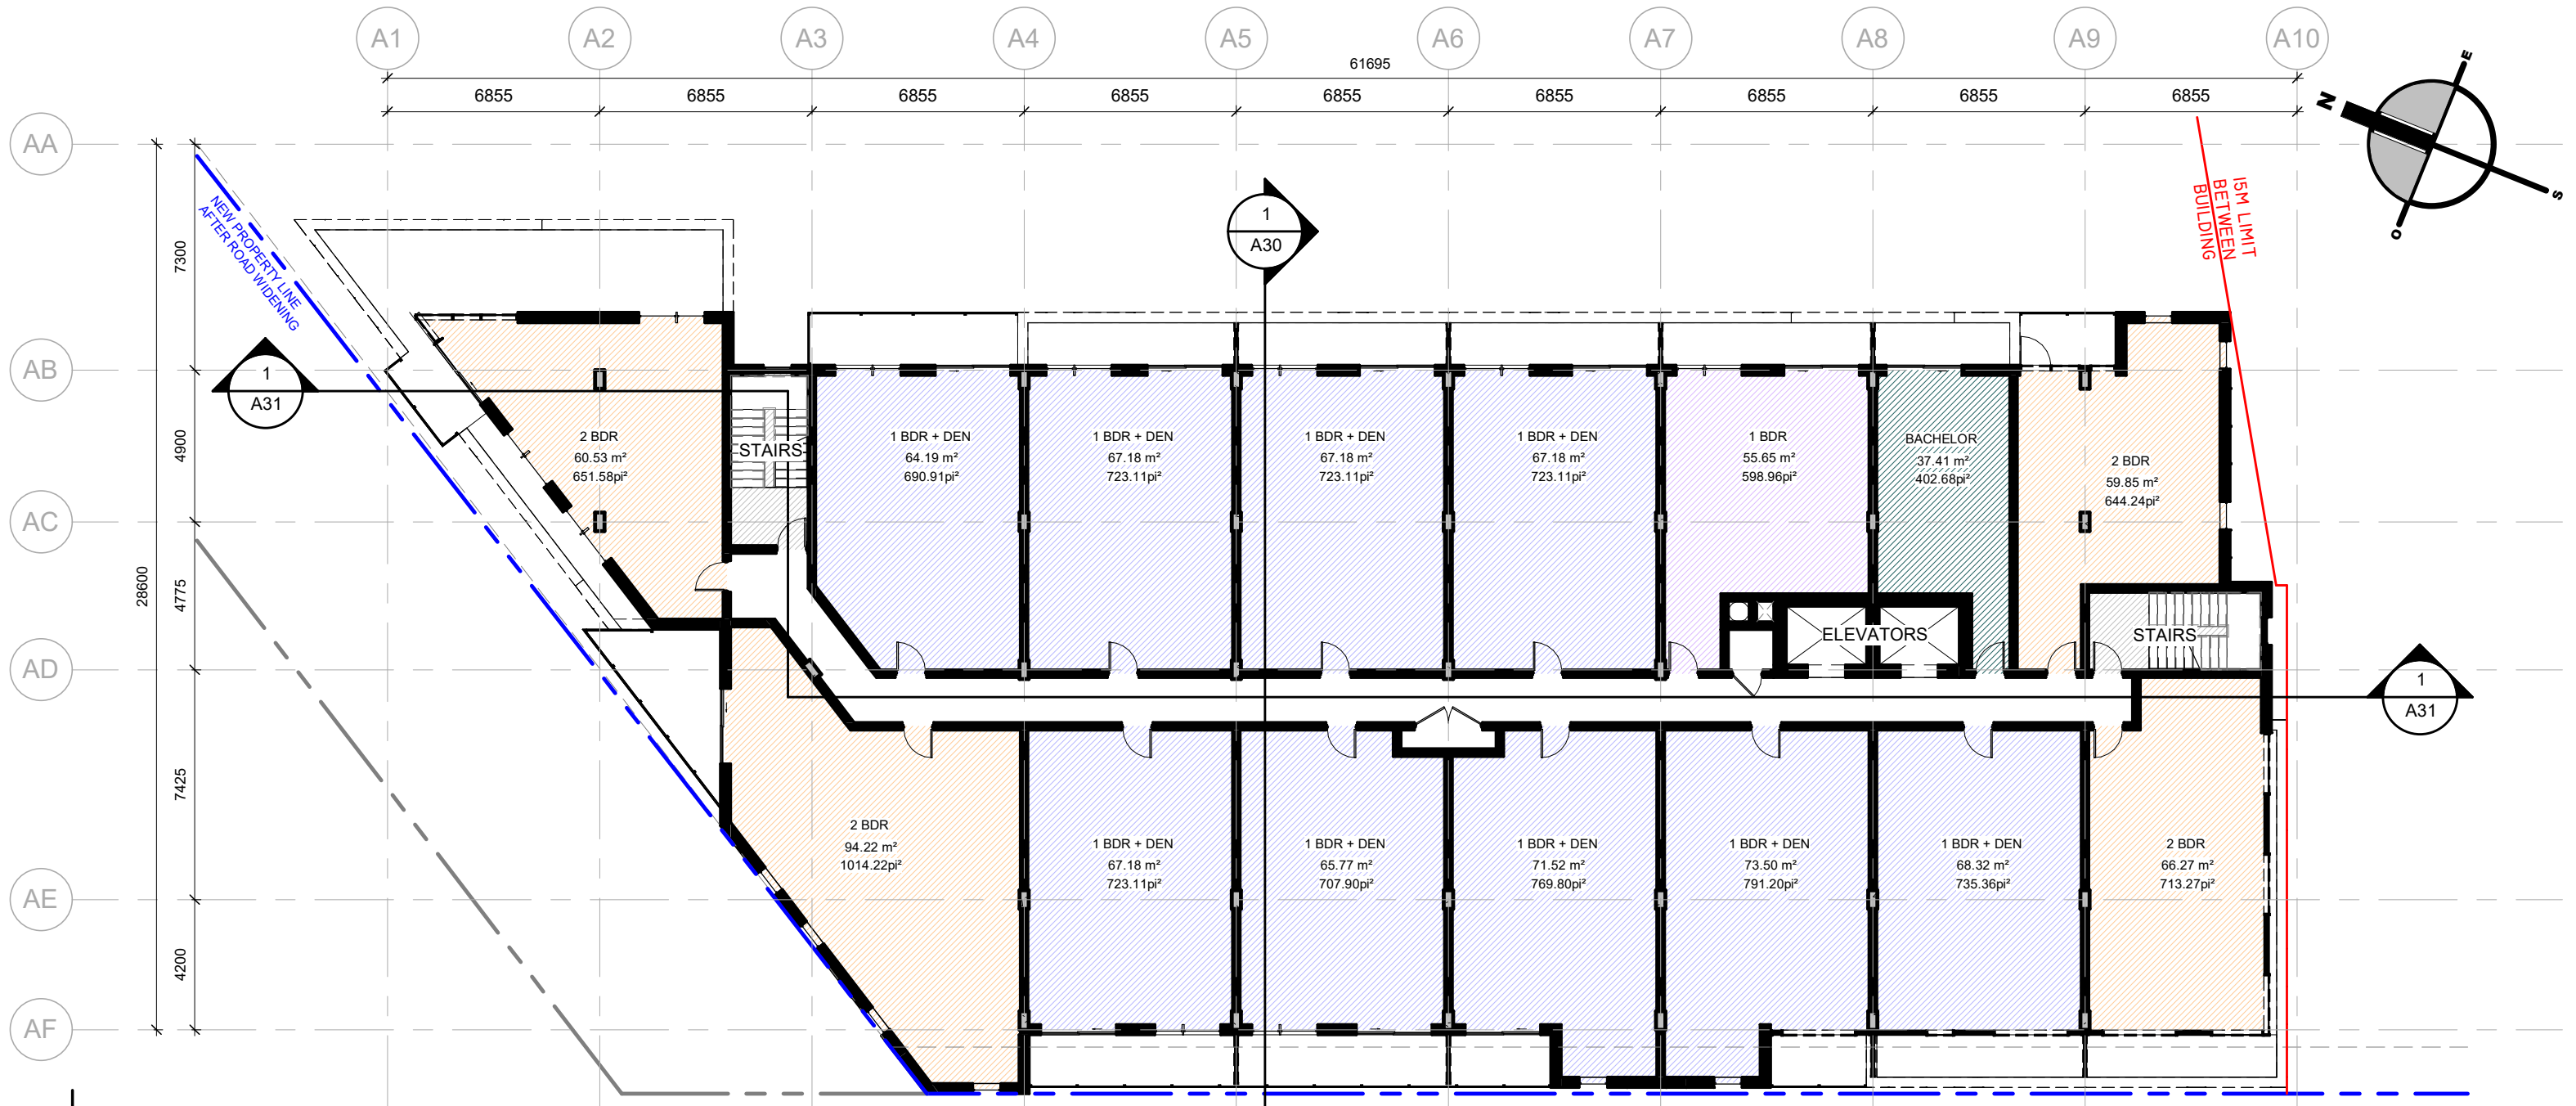 A1 A2 A3 A4 A5 A6 A7 A8 A9 A10
61695
6855 6855 6855 6855 6855 6855 6855 6855 6855
N
E
S
O
AA
AB
AC
AD
AE
AF
28600
7300
4900
4775
7425
4200
NEW PROPERTY LINE
AFTER ROAD WIDENING
15M LIMIT
BETWEEN
BUILDING
1
A30
1
A31
1
A31
2 BDR
60.53 m²
651.58pi²
STAIRS
1 BDR + DEN
64.19 m²
690.91pi²
1 BDR + DEN
67.18 m²
723.11pi²
1 BDR + DEN
67.18 m²
723.11pi²
1 BDR + DEN
67.18 m²
723.11pi²
1 BDR
55.65 m²
598.96pi²
BACHELOR
37.41 m²
402.68pi²
2 BDR
59.85 m²
644.24pi²
ELEVATORS
STAIRS
2 BDR
94.22 m²
1014.22pi²
1 BDR + DEN
67.18 m²
723.11pi²
1 BDR + DEN
65.77 m²
707.90pi²
1 BDR + DEN
71.52 m²
769.80pi²
1 BDR + DEN
73.50 m²
791.20pi²
1 BDR + DEN
68.32 m²
735.36pi²
2 BDR
66.27 m²
713.27pi²